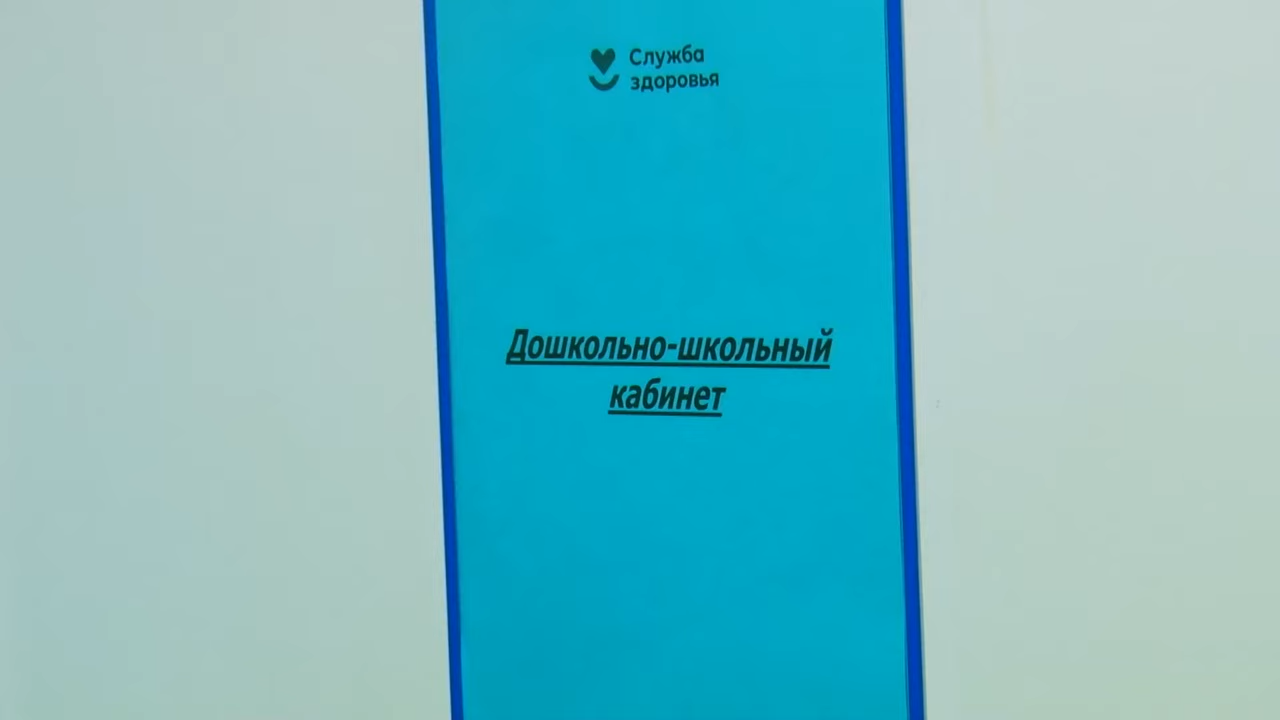 Служба
здоровья
Дошкольно-школьный
кабинет